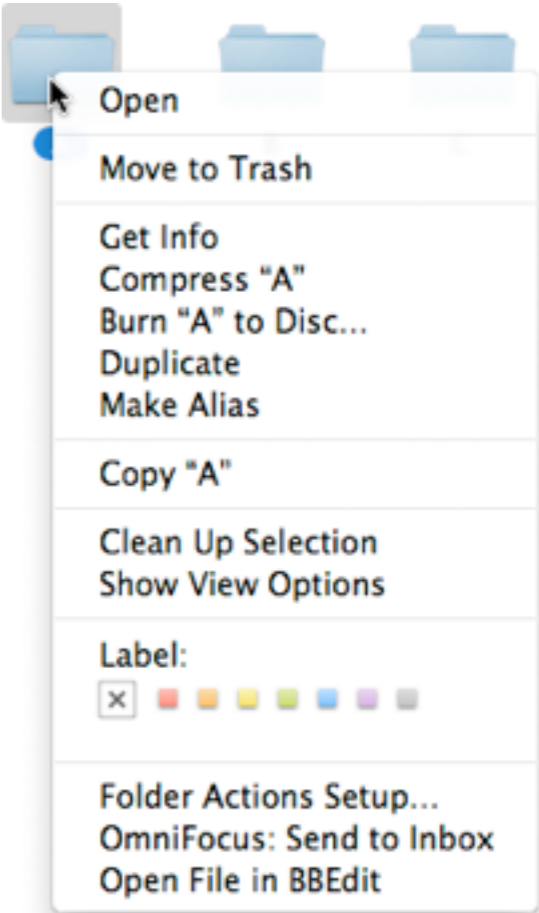 Open
Move to Trash
Get Info
Compress “A”
Burn “A” to Disc...
Duplicate
Make Alias
Copy “A”
Clean Up Selection
Show View Options
Label:
Folder Actions Setup...
OmniFocus: Send to Inbox
Open File in BBEdit